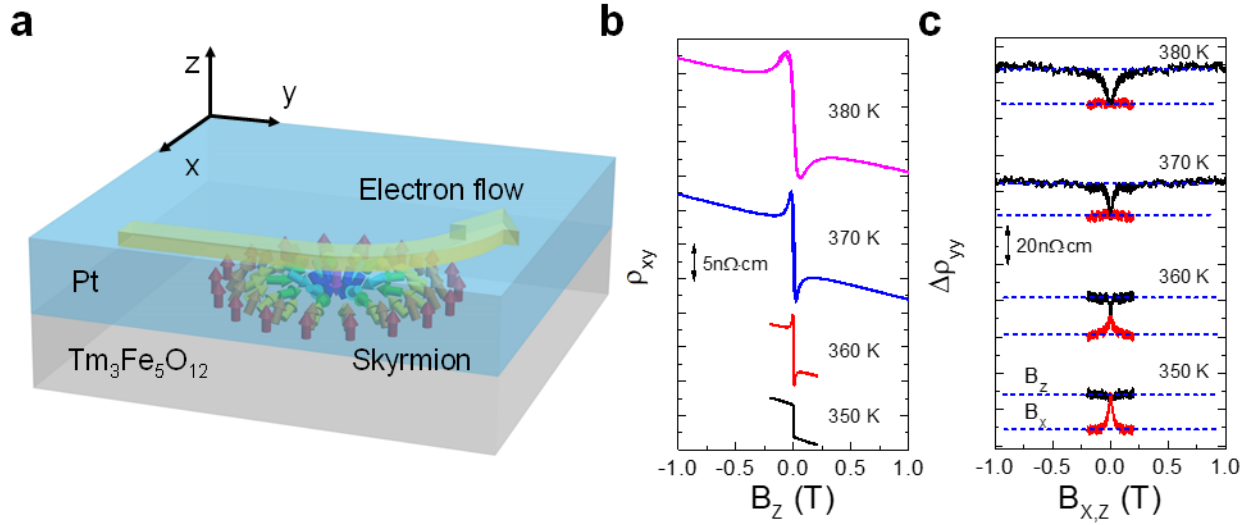 a
z
y
x
Electron flow
Pt
Tm₃Fe₅O₁₂
Skyrmion
b
ρxy
5nΩ·cm
380 K
370 K
360 K
350 K
-1.0 -0.5 0.0 0.5 1.0
BZ (T)
c
Δρyy
380 K
370 K
20nΩ·cm
360 K
350 K
Bz
Bx
-1.0 -0.5 0.0 0.5 1.0
BX,Z (T)